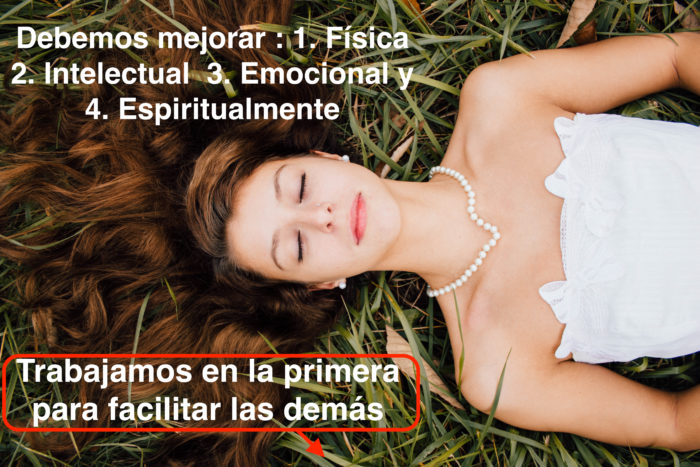 Debemos mejorar : 1. Física
2. Intelectual  3. Emocional y
4. Espiritualmente
Trabajamos en la primera
para facilitar las demás